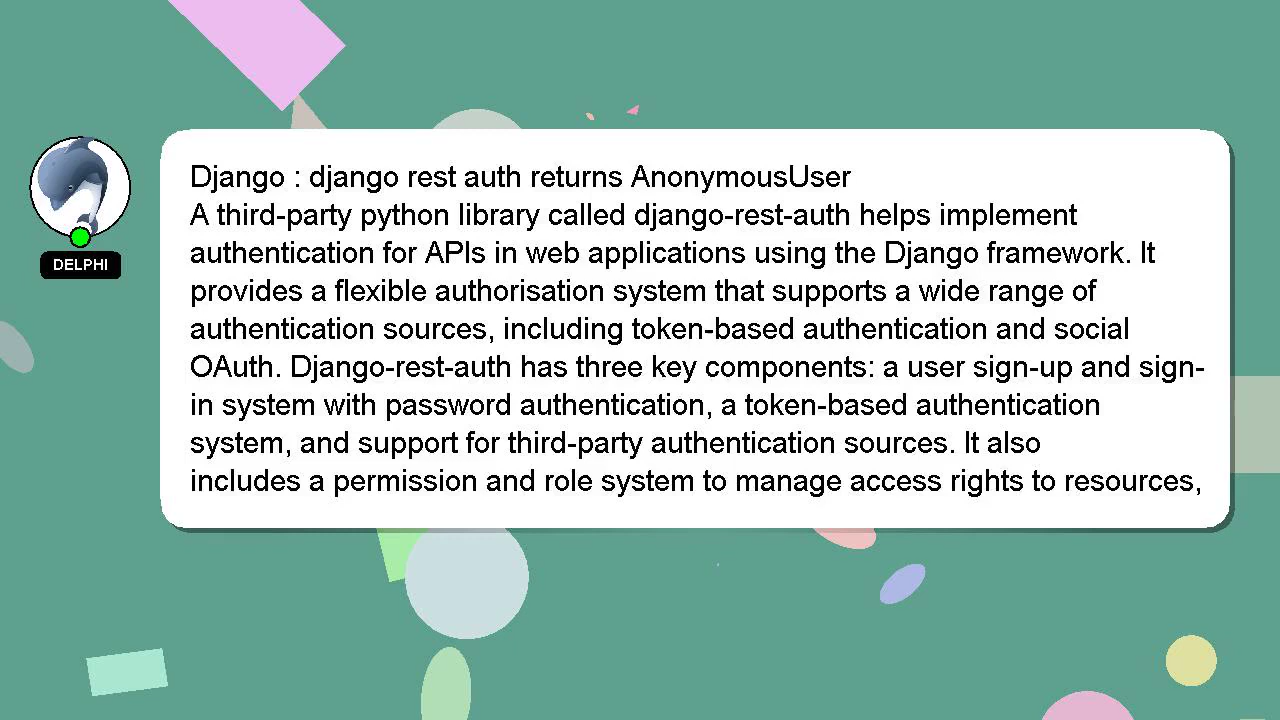 DELPHI
Django : django rest auth returns AnonymousUser
A third-party python library called django-rest-auth helps implement
authentication for APIs in web applications using the Django framework. It
provides a flexible authorisation system that supports a wide range of
authentication sources, including token-based authentication and social
OAuth. Django-rest-auth has three key components: a user sign-up and sign-
in system with password authentication, a token-based authentication
system, and support for third-party authentication sources. It also
includes a permission and role system to manage access rights to resources,